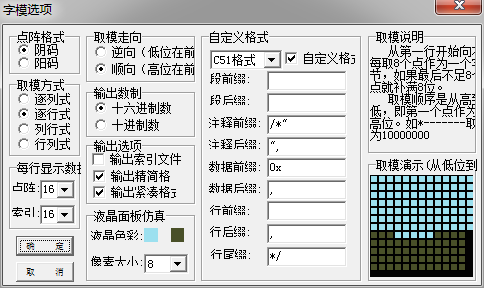 字模选项
点阵格式
阴码
阳码
取模方式
逐列式
逐行式
列行式
行列式
每行显示数据
点阵: 16
索引: 16
确 定
取 消
取模走向
逆向（低位在前
顺向（高位在前
输出数制
十六进制数
十进制数
输出选项
输出索引文件
输出精简格
输出紧凑格式
液晶面板仿真
液晶色彩:
像素大小: 8
自定义格式
C51格式
自定义格式
段前缀:
段后缀:
注释前缀: /*"
注释后缀: ",
数据前缀: 0x
数据后缀: ,
行前缀:
行后缀: ,
行尾缀: */
取模说明
从第一行开始向
每取8个点作为一个字
节，如果最后不足8个
点就补满8位。
取模顺序是从高到
低，即第一个点作为
高位。如*-------取
为10000000
取模演示(从低位到